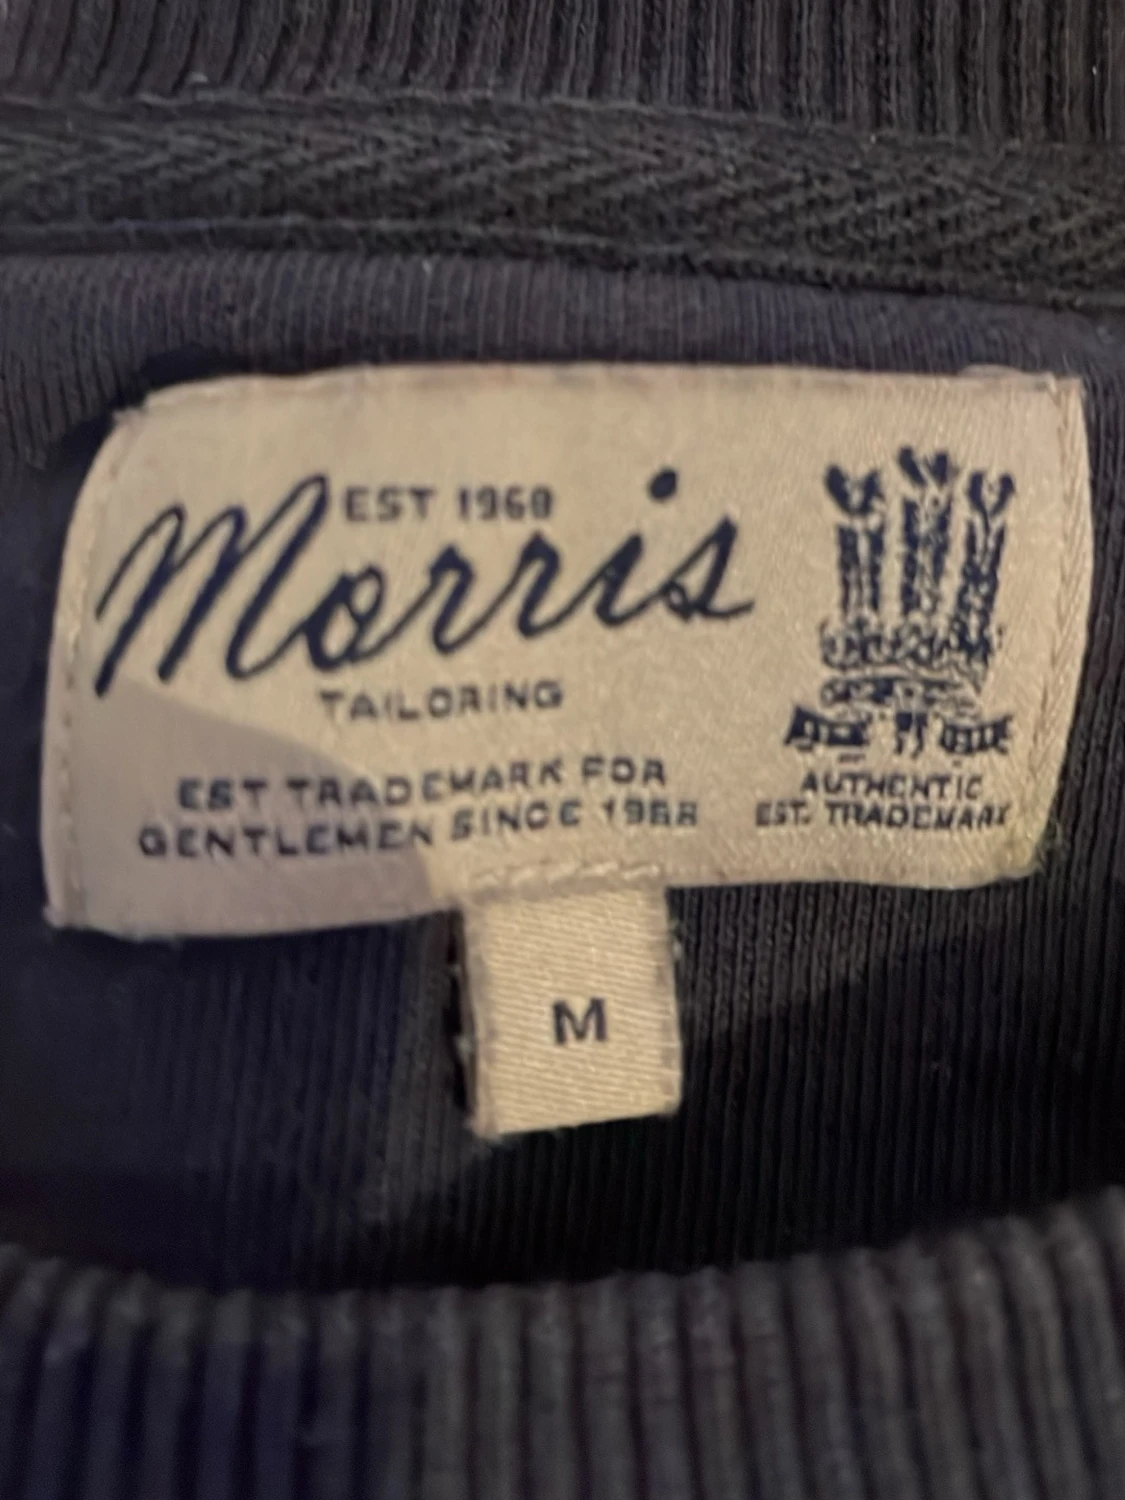 EST 1968
Morris
TAILORING
EST TRADEMARK FOR
GENTLEMEN SINCE 1968
AUTHENTIC
EST. TRADEMARK
M